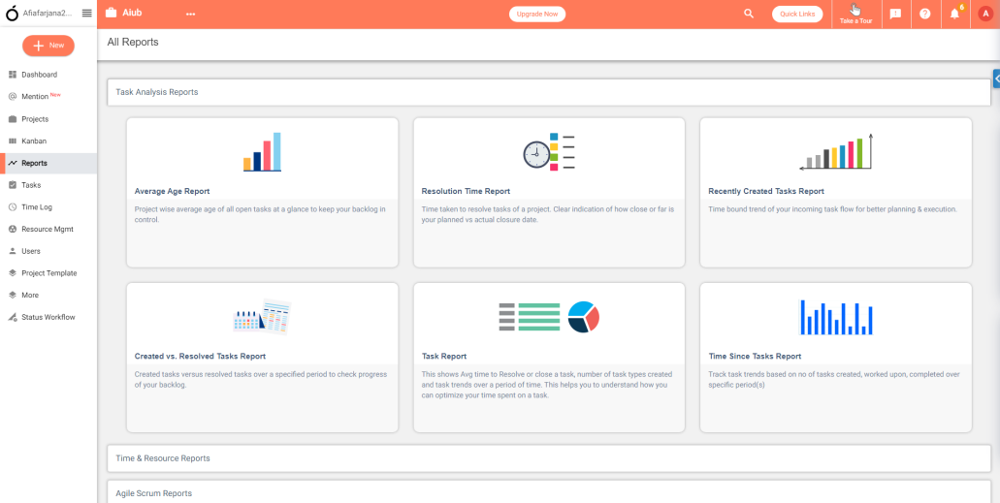 Afiafarjana2...
Aiub
Upgrade Now
Quick Links
Take a Tour
6
A
New
All Reports
Dashboard
Mention New
Projects
Kanban
Reports
Tasks
Time Log
Resource Mgmt
Users
Project Template
More
Status Workflow
Task Analysis Reports
Average Age Report
Project wise average age of all open tasks at a glance to keep your backlog in
control.
Resolution Time Report
Time taken to resolve tasks of a project. Clear indication of how close or far is
your planned vs actual closure date.
Recently Created Tasks Report
Time bound trend of your incoming task flow for better planning & execution.
Created vs. Resolved Tasks Report
Created tasks versus resolved tasks over a specified period to check progress
of your backlog.
Task Report
This shows Avg time to Resolve or close a task, number of task types created
and task trends over a period of time. This helps you to understand how you
can optimize your time spent on a task.
Time Since Tasks Report
Track task trends based on no of tasks created, worked upon, completed over
specific period(s)
Time & Resource Reports
Agile Scrum Reports